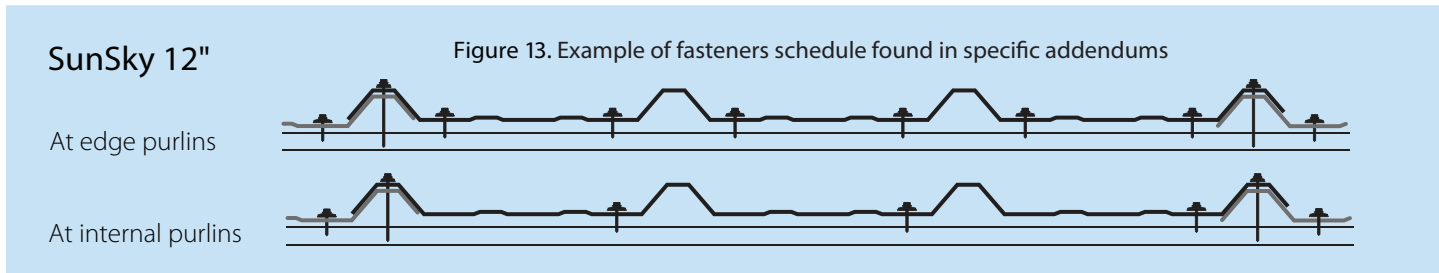 SunSky 12"
Figure 13. Example of fasteners schedule found in specific addendums
At edge purlins
At internal purlins